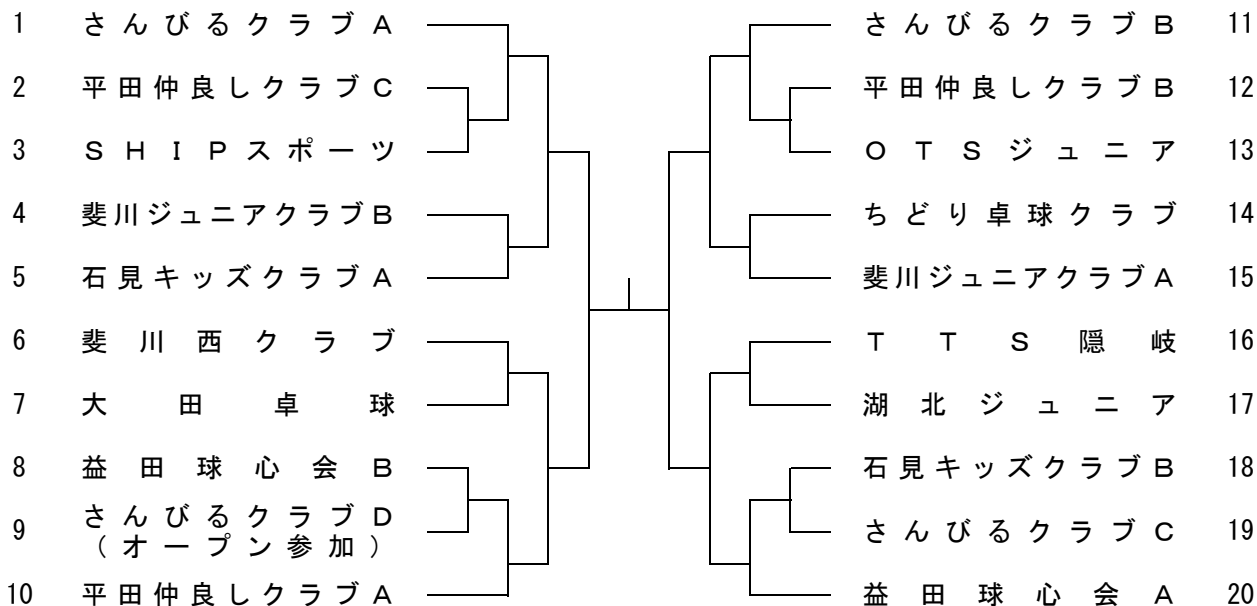 1 さんびるクラブA
2 平田仲良しクラブC
3 SHIPスポーツ
4 斐川ジュニアクラブB
5 石見キッズクラブA
6 斐川西クラブ
7 大田卓球
8 益田球心会B
9 さんびるクラブD
(オープン参加)
10 平田仲良しクラブA
さんびるクラブB 11
平田仲良しクラブB 12
OTSジュニア 13
ちどり卓球クラブ 14
斐川ジュニアクラブA 15
TTS隠岐 16
湖北ジュニア 17
石見キッズクラブB 18
さんびるクラブC 19
益田球心会A 20